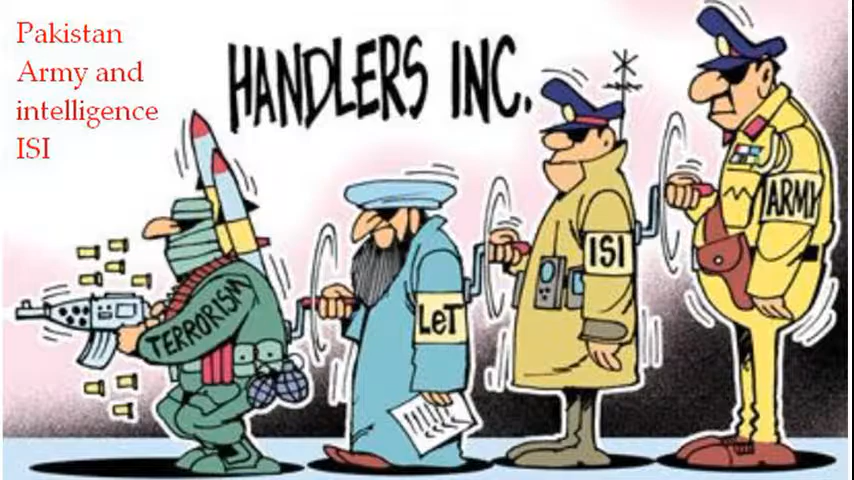 Pakistan
Army and
intelligence
ISI
HANDLERS INC.
TERRORISM
LeT
ISI
ARMY